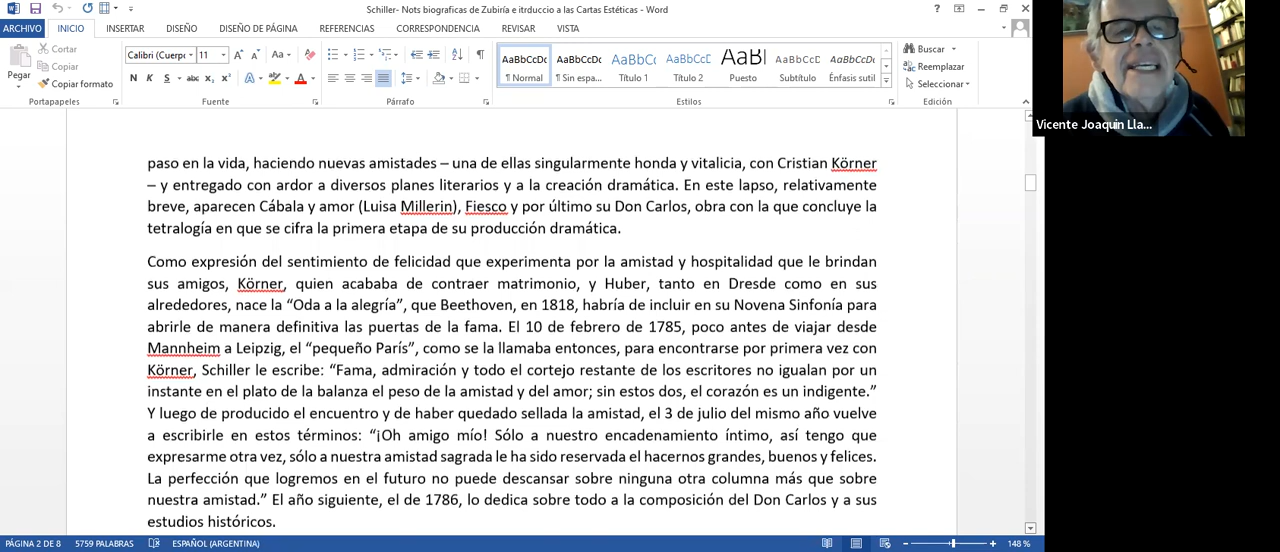 Schiller- Nots biograficas de Zubiría e itrduccio a las Cartas Estéticas - Word
ARCHIVO INICIO INSERTAR DISEÑO DISEÑO DE PÁGINA REFERENCIAS CORRESPONDENCIA REVISAR VISTA
Pegar
Cortar
Copiar
Copiar formato
Portapapeles
Calibri (Cuerpo 11
Fuente
Párrafo
AaBbCcDc AaBbCcDc AaBbCc AaBbCcC AaBl AaBbCcC AaBbCcDc
¶ Normal ¶ Sin espa... Título 1 Título 2 Puesto Subtítulo Énfasis sutil
Estilos
Buscar
Reemplazar
Seleccionar
Edición
Vicente Joaquin Lla...
paso en la vida, haciendo nuevas amistades – una de ellas singularmente honda y vitalicia, con Cristian Körner
– y entregado con ardor a diversos planes literarios y a la creación dramática. En este lapso, relativamente
breve, aparecen Cábala y amor (Luisa Millerin), Fiesco y por último su Don Carlos, obra con la que concluye la
tetralogía en que se cifra la primera etapa de su producción dramática.
Como expresión del sentimiento de felicidad que experimenta por la amistad y hospitalidad que le brindan
sus amigos, Körner, quien acababa de contraer matrimonio, y Huber, tanto en Dresde como en sus
alrededores, nace la “Oda a la alegría”, que Beethoven, en 1818, habría de incluir en su Novena Sinfonía para
abrirle de manera definitiva las puertas de la fama. El 10 de febrero de 1785, poco antes de viajar desde
Mannheim a Leipzig, el “pequeño París”, como se la llamaba entonces, para encontrarse por primera vez con
Körner, Schiller le escribe: “Fama, admiración y todo el cortejo restante de los escritores no igualan por un
instante en el plato de la balanza el peso de la amistad y del amor; sin estos dos, el corazón es un indigente.”
Y luego de producido el encuentro y de haber quedado sellada la amistad, el 3 de julio del mismo año vuelve
a escribirle en estos términos: “¡Oh amigo mío! Sólo a nuestro encadenamiento íntimo, así tengo que
expresarme otra vez, sólo a nuestra amistad sagrada le ha sido reservada el hacernos grandes, buenos y felices.
La perfección que logremos en el futuro no puede descansar sobre ninguna otra columna más que sobre
nuestra amistad.” El año siguiente, el de 1786, lo dedica sobre todo a la composición del Don Carlos y a sus
estudios históricos.
PÁGINA 2 DE 8 5759 PALABRAS ESPAÑOL (ARGENTINA) 148 %